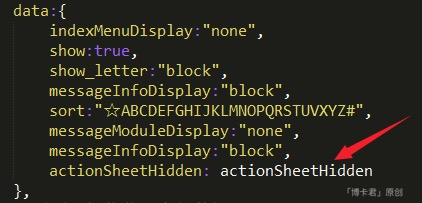 data:{
indexMenuDisplay:"none",
show:true,
show_letter:"block",
messageInfoDisplay:"block",
sort:"☆ABCDEFGHIJKLMNOPQRSTUVXYZ#",
messageModuleDisplay:"none",
messageInfoDisplay:"block",
actionSheetHidden: actionSheetHidden
},
「博卡君」原创